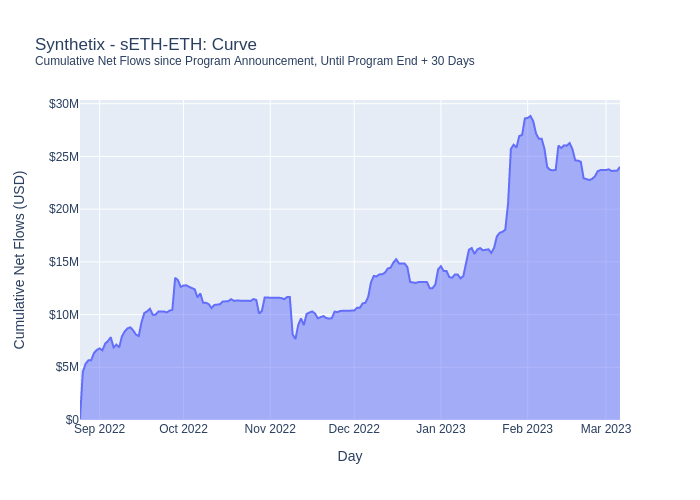 Synthetix - sETH-ETH: Curve
Cumulative Net Flows since Program Announcement, Until Program End + 30 Days
Cumulative Net Flows (USD)
$30M
$25M
$20M
$15M
$10M
$5M
$0
Sep 2022 Oct 2022 Nov 2022 Dec 2022 Jan 2023 Feb 2023 Mar 2023
Day